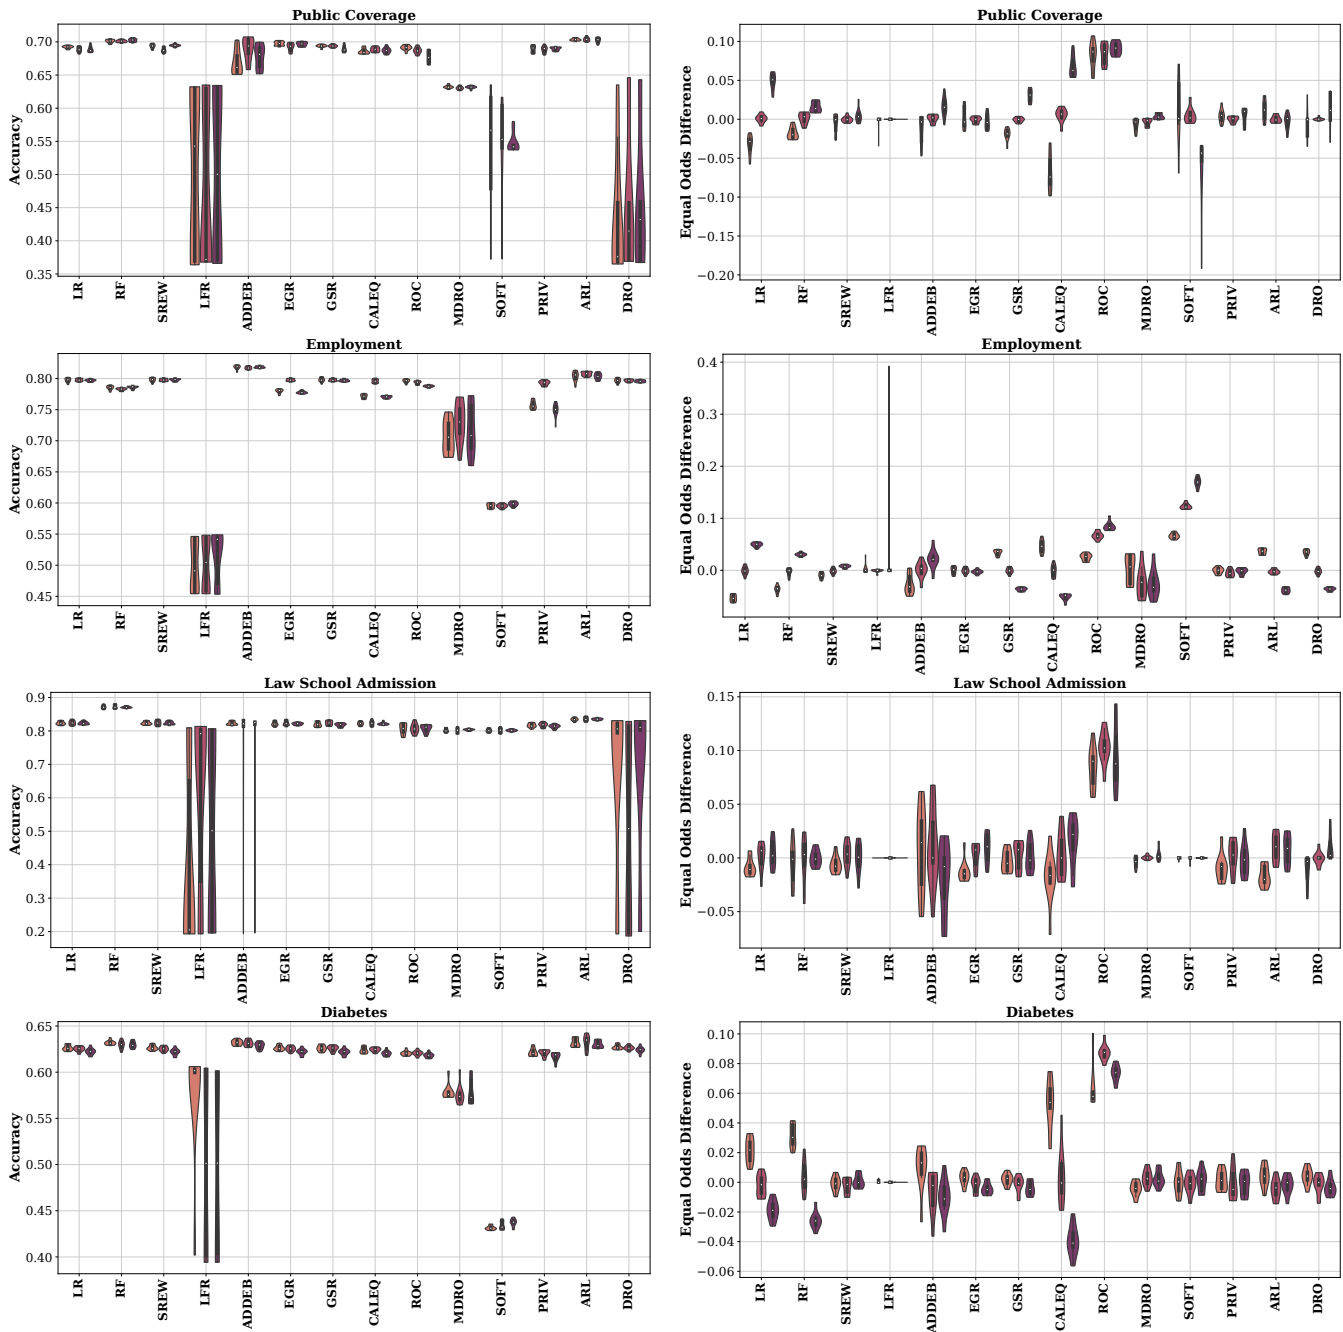 Public Coverage
Accuracy
0.70
0.65
0.60
0.55
0.50
0.45
0.40
0.35
LR RF SREW LFR ADDEB EGR GSR CALEQ ROC MDRO SOFT PRIV ARL DRO
Public Coverage
Equal Odds Difference
0.10
0.05
0.00
−0.05
−0.10
−0.15
−0.20
LR RF SREW LFR ADDEB EGR GSR CALEQ ROC MDRO SOFT PRIV ARL DRO
Employment
Accuracy
0.80
0.75
0.70
0.65
0.60
0.55
0.50
0.45
LR RF SREW LFR ADDEB EGR GSR CALEQ ROC MDRO SOFT PRIV ARL DRO
Employment
Equal Odds Difference
0.4
0.3
0.2
0.1
0.0
LR RF SREW LFR ADDEB EGR GSR CALEQ ROC MDRO SOFT PRIV ARL DRO
Law School Admission
Accuracy
0.9
0.8
0.7
0.6
0.5
0.4
0.3
0.2
LR RF SREW LFR ADDEB EGR GSR CALEQ ROC MDRO SOFT PRIV ARL DRO
Law School Admission
Equal Odds Difference
0.15
0.10
0.05
0.00
−0.05
LR RF SREW LFR ADDEB EGR GSR CALEQ ROC MDRO SOFT PRIV ARL DRO
Diabetes
Accuracy
0.65
0.60
0.55
0.50
0.45
0.40
LR RF SREW LFR ADDEB EGR GSR CALEQ ROC MDRO SOFT PRIV ARL DRO
Diabetes
Equal Odds Difference
0.10
0.08
0.06
0.04
0.02
0.00
−0.02
−0.04
−0.06
LR RF SREW LFR ADDEB EGR GSR CALEQ ROC MDRO SOFT PRIV ARL DRO